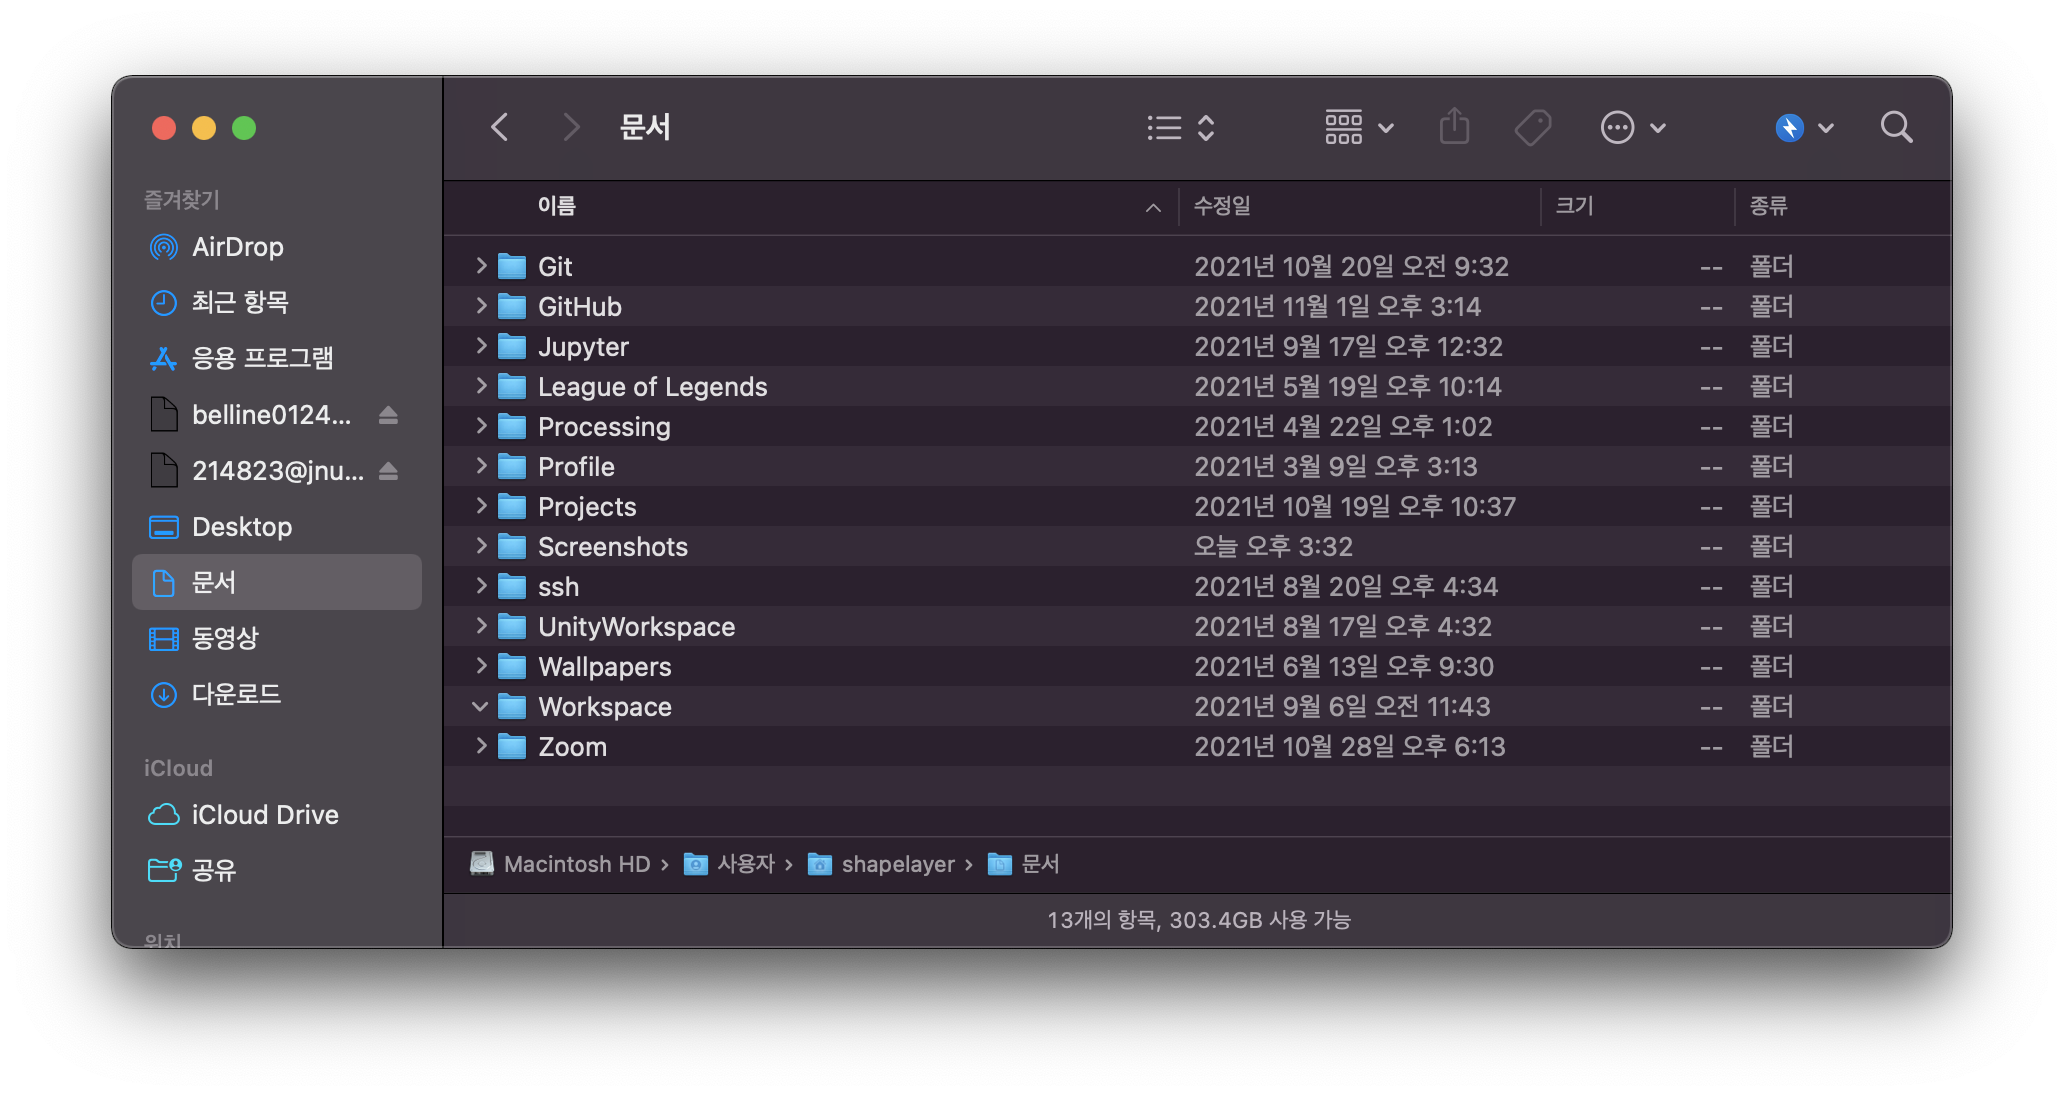 즐겨찾기
AirDrop
최근 항목
응용 프로그램
belline0124...
214823@jnu...
Desktop
문서
동영상
다운로드
iCloud
iCloud Drive
공유
위치
문서
이름 수정일 크기 종류
Git 2021년 10월 20일 오전 9:32 -- 폴더
GitHub 2021년 11월 1일 오후 3:14 -- 폴더
Jupyter 2021년 9월 17일 오후 12:32 -- 폴더
League of Legends 2021년 5월 19일 오후 10:14 -- 폴더
Processing 2021년 4월 22일 오후 1:02 -- 폴더
Profile 2021년 3월 9일 오후 3:13 -- 폴더
Projects 2021년 10월 19일 오후 10:37 -- 폴더
Screenshots 오늘 오후 3:32 -- 폴더
ssh 2021년 8월 20일 오후 4:34 -- 폴더
UnityWorkspace 2021년 8월 17일 오후 4:32 -- 폴더
Wallpapers 2021년 6월 13일 오후 9:30 -- 폴더
Workspace 2021년 9월 6일 오전 11:43 -- 폴더
Zoom 2021년 10월 28일 오후 6:13 -- 폴더
Macintosh HD › 사용자 › shapelayer › 문서
13개의 항목, 303.4GB 사용 가능